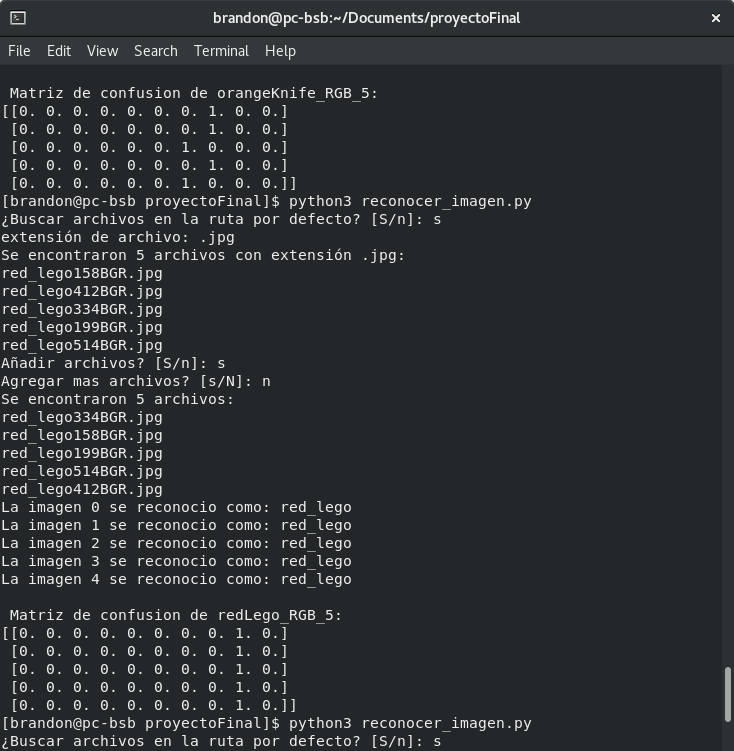 brandon@pc-bsb:~/Documents/proyectoFinal
File Edit View Search Terminal Help
Matriz de confusion de orangeKnife_RGB_5:
[[0. 0. 0. 0. 0. 0. 0. 1. 0. 0.]
[0. 0. 0. 0. 0. 0. 0. 1. 0. 0.]
[0. 0. 0. 0. 0. 0. 1. 0. 0. 0.]
[0. 0. 0. 0. 0. 0. 0. 1. 0. 0.]
[0. 0. 0. 0. 0. 0. 1. 0. 0. 0.]]
[brandon@pc-bsb proyectoFinal]$ python3 reconocer_imagen.py
¿Buscar archivos en la ruta por defecto? [S/n]: s
extensión de archivo: .jpg
Se encontraron 5 archivos con extensión .jpg:
red_lego158BGR.jpg
red_lego412BGR.jpg
red_lego334BGR.jpg
red_lego199BGR.jpg
red_lego514BGR.jpg
Añadir archivos? [S/n]: s
Agregar mas archivos? [s/N]: n
Se encontraron 5 archivos:
red_lego334BGR.jpg
red_lego158BGR.jpg
red_lego199BGR.jpg
red_lego514BGR.jpg
red_lego412BGR.jpg
La imagen 0 se reconocio como: red_lego
La imagen 1 se reconocio como: red_lego
La imagen 2 se reconocio como: red_lego
La imagen 3 se reconocio como: red_lego
La imagen 4 se reconocio como: red_lego
Matriz de confusion de redLego_RGB_5:
[[0. 0. 0. 0. 0. 0. 0. 0. 1. 0.]
[0. 0. 0. 0. 0. 0. 0. 0. 1. 0.]
[0. 0. 0. 0. 0. 0. 0. 0. 1. 0.]
[0. 0. 0. 0. 0. 0. 0. 0. 1. 0.]
[0. 0. 0. 0. 0. 0. 0. 0. 1. 0.]]
[brandon@pc-bsb proyectoFinal]$ python3 reconocer_imagen.py
¿Buscar archivos en la ruta por defecto? [S/n]: s